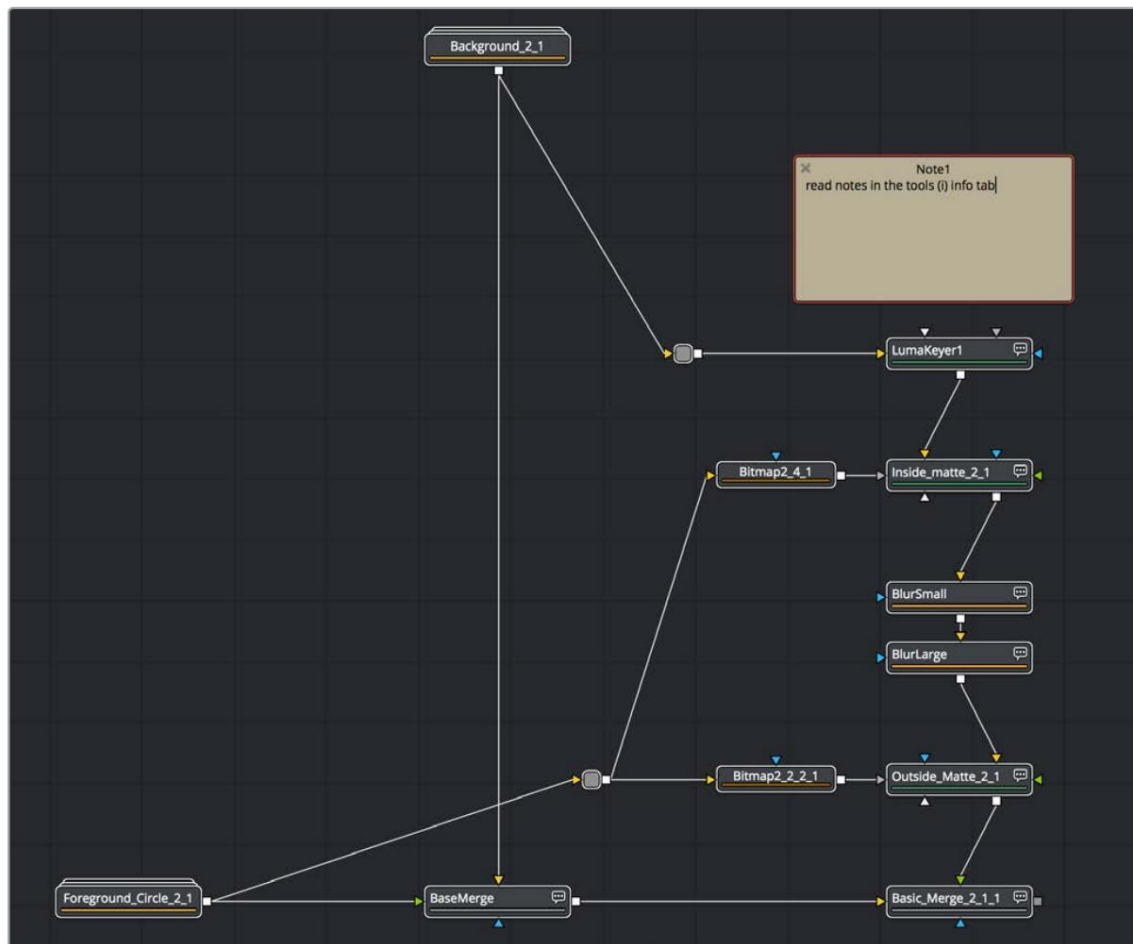 Background_2_1
Note1
read notes in the tools (i) info tab
LumaKeyer1
Bitmap2_4_1
Inside_matte_2_1
BlurSmall
BlurLarge
Bitmap2_2_2_1
Outside_Matte_2_1
Foreground_Circle_2_1
BaseMerge
Basic_Merge_2_1_1